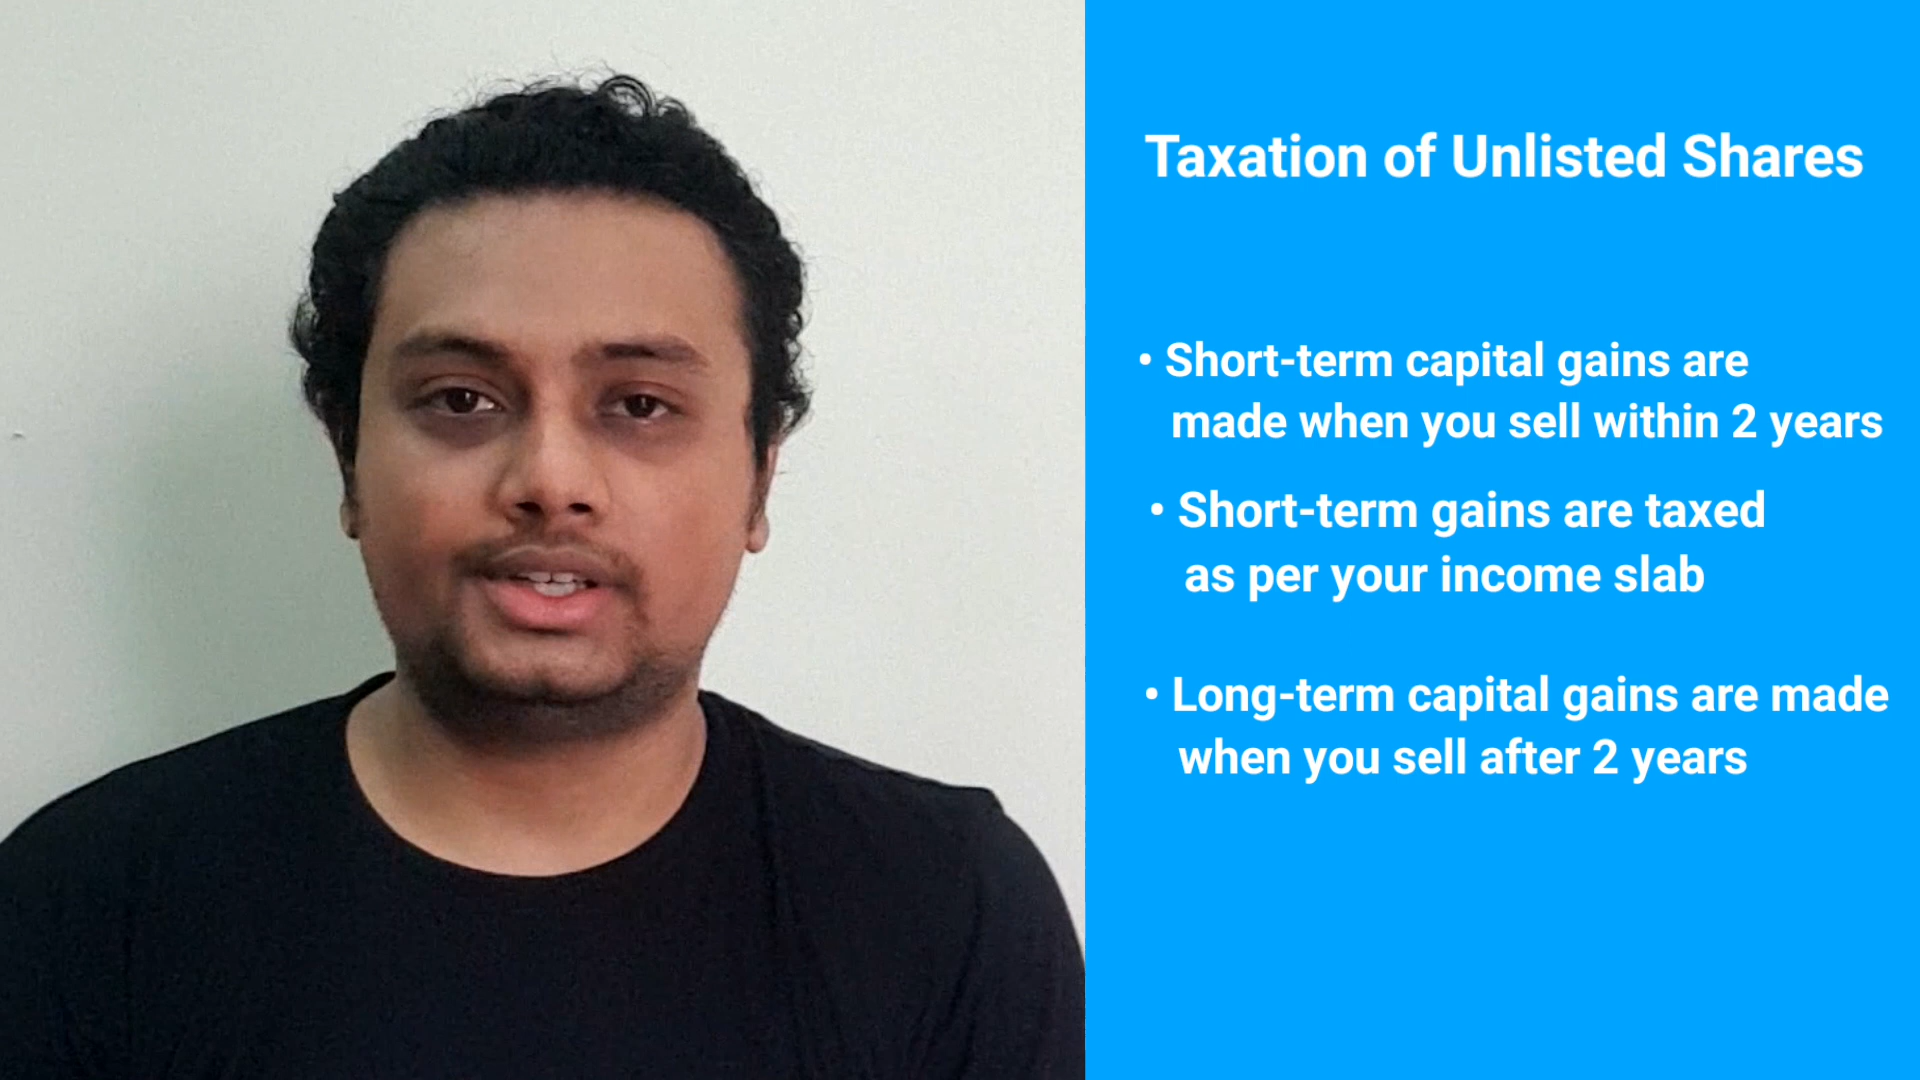 Taxation of Unlisted Shares
• Short-term capital gains are
made when you sell within 2 years
• Short-term gains are taxed
as per your income slab
• Long-term capital gains are made
when you sell after 2 years